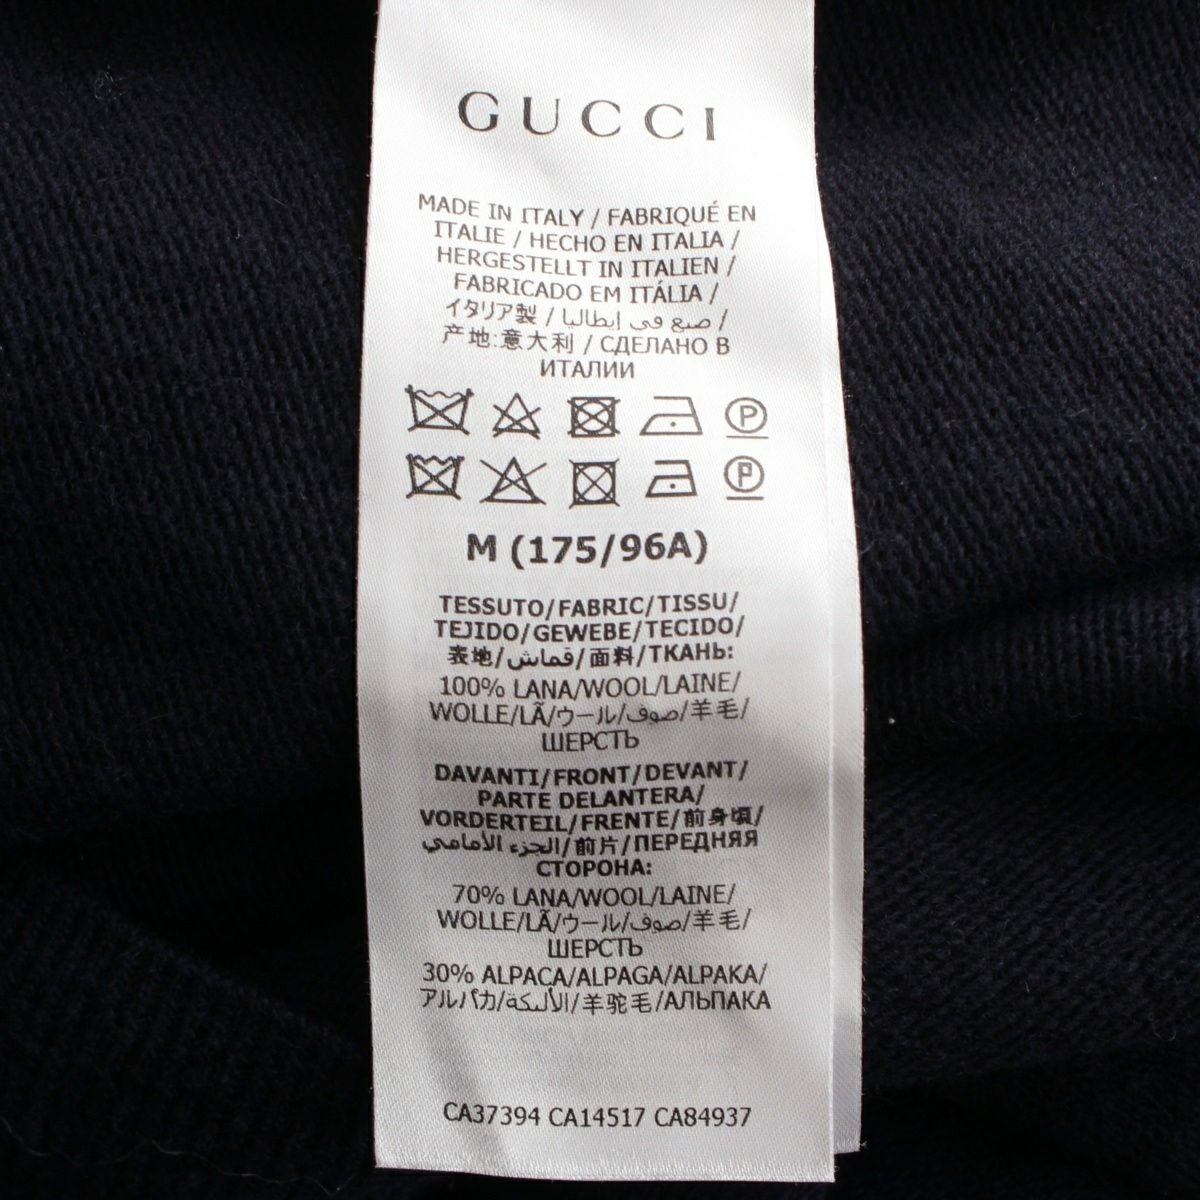 GUCCI
MADE IN ITALY / FABRIQUÉ EN
ITALIE / HECHO EN ITALIA /
HERGESTELLT IN ITALIEN /
FABRICADO EM ITÁLIA /
イタリア製 / صنع في إيطاليا /
产地:意大利 / СДЕЛАНО В
ИТАЛИИ
P
P
M (175/96A)
TESSUTO/FABRIC/TISSU/
TEJIDO/GEWEBE/TECIDO/
表地/قماش/面料/ТКАНЬ:
100% LANA/WOOL/LAINE/
WOLLE/LÃ/ウール/صوف/羊毛/
ШЕРСТЬ
DAVANTI/FRONT/DEVANT/
PARTE DELANTERA/
VORDERTEIL/FRENTE/前身頃/
الجزء الأمامي/前片/ПЕРЕДНЯЯ
СТОРОНА:
70% LANA/WOOL/LAINE/
WOLLE/LÃ/ウール/صوف/羊毛/
ШЕРСТЬ
30% ALPACA/ALPAGA/ALPAKA/
アルパカ/الألبكة/羊驼毛/АЛЬПАКА
CA37394 CA14517 CA84937